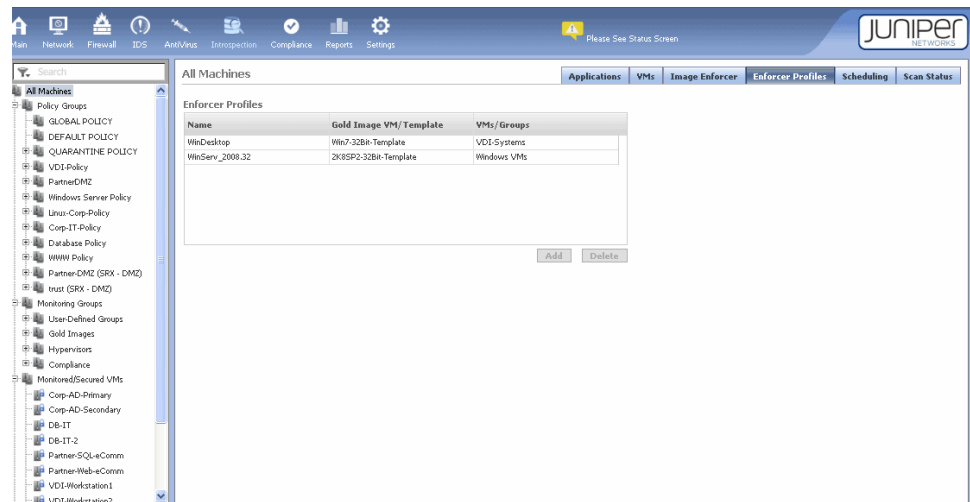 Main Network Firewall IDS AntiVirus Introspection Compliance Reports Settings
Please See Status Screen
JUNIPER
NETWORKS
Search
All Machines
Policy Groups
GLOBAL POLICY
DEFAULT POLICY
QUARANTINE POLICY
VDI-Policy
PartnerDMZ
Windows Server Policy
Linux-Corp-Policy
Corp-IT-Policy
Database Policy
WWW Policy
Partner-DMZ (SRX - DMZ)
trust (SRX - DMZ)
Monitoring Groups
User-Defined Groups
Gold Images
Hypervisors
Compliance
Monitored/Secured VMs
Corp-AD-Primary
Corp-AD-Secondary
DB-IT
DB-IT-2
Partner-SQL-eComm
Partner-Web-eComm
VDI-Workstation1
VDI-Workstation2
All Machines
Applications VMs Image Enforcer Enforcer Profiles Scheduling Scan Status
Enforcer Profiles
Name Gold Image VM/Template VMs/Groups
WinDesktop Win7-32Bit-Template VDI-Systems
WinServ_2008.32 2K8SP2-32Bit-Template Windows VMs
Add Delete